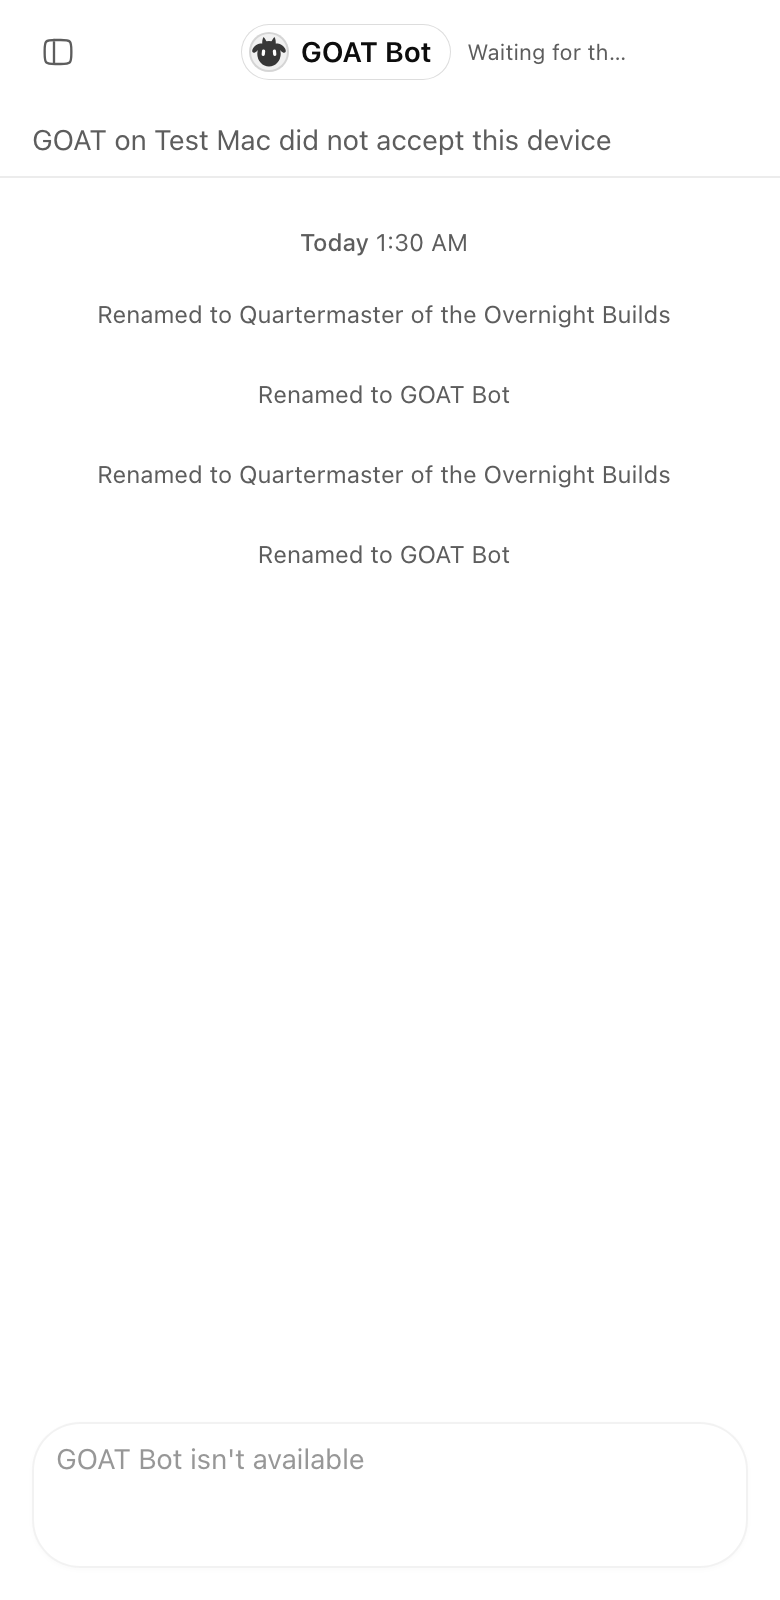 GOAT Bot Waiting for th...
GOAT on Test Mac did not accept this device
Today 1:30 AM
Renamed to Quartermaster of the Overnight Builds
Renamed to GOAT Bot
Renamed to Quartermaster of the Overnight Builds
Renamed to GOAT Bot
GOAT Bot isn't available